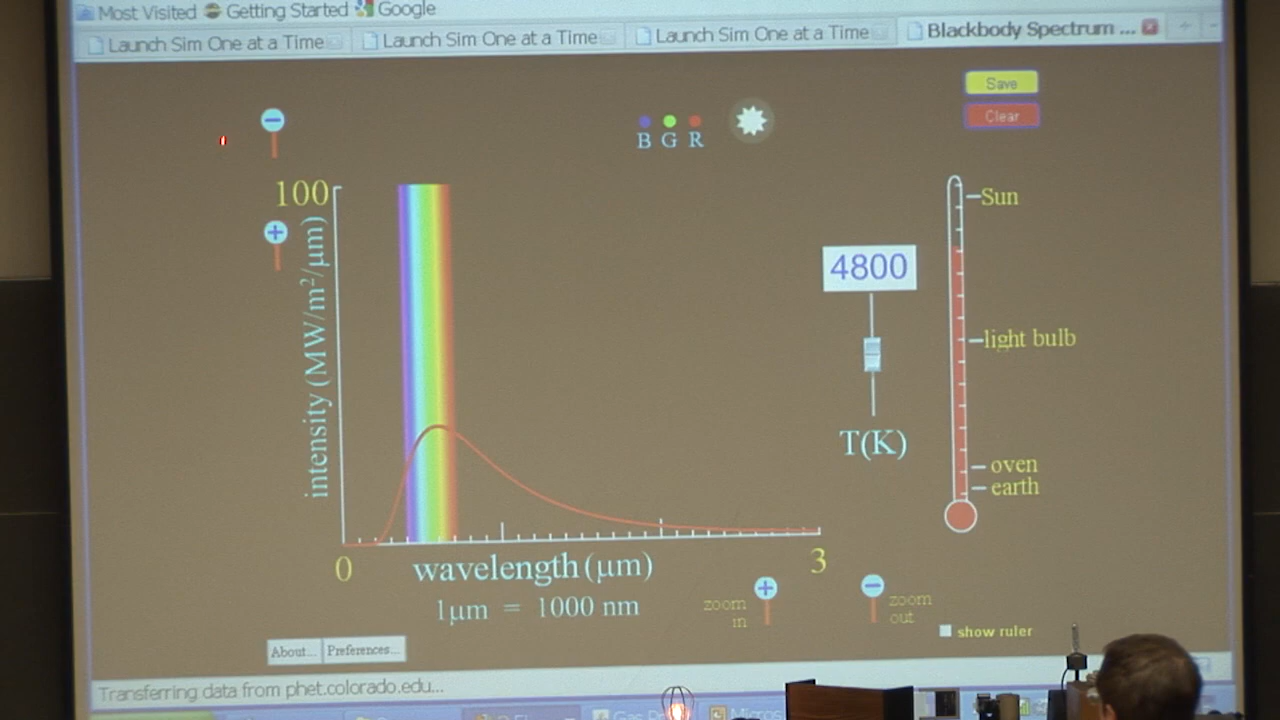 Most Visited Getting Started Google
Launch Sim One at a Time Launch Sim One at a Time Launch Sim One at a Time Blackbody Spectrum ...
Save
Clear
B G R
100
Sun
intensity (MW/m²/μm)
4800
light bulb
T(K)
oven
earth
0
wavelength (μm)
3
1μm = 1000 nm
zoom in
zoom out
show ruler
About... Preferences...
Transferring data from phet.colorado.edu...